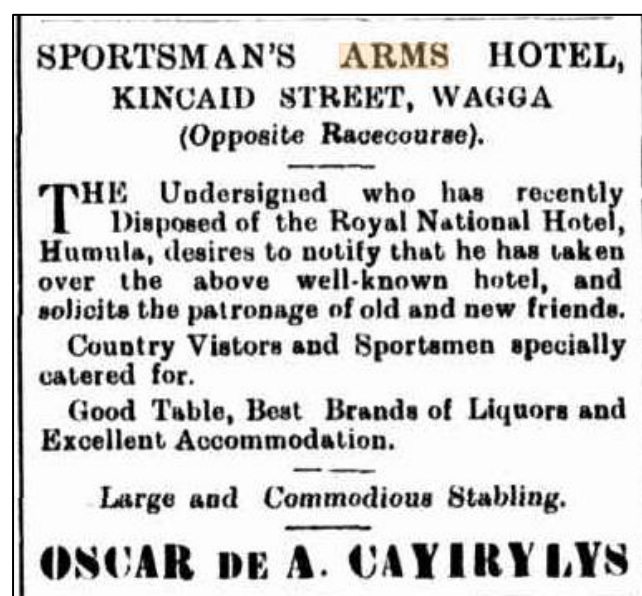 SPORTSMAN'S ARMS HOTEL,
KINCAID STREET, WAGGA
(Opposite Racecourse).
THE Undersigned who has recently
Disposed of the Royal National Hotel,
Humula, desires to notify that he has taken
over the above well-known hotel, and
solicits the patronage of old and new friends.
Country Vistors and Sportsmen specially
catered for.
Good Table, Best Brands of Liquors and
Excellent Accommodation.
Large and Commodious Stabling.
OSCAR DE A. CAYIRYLYS